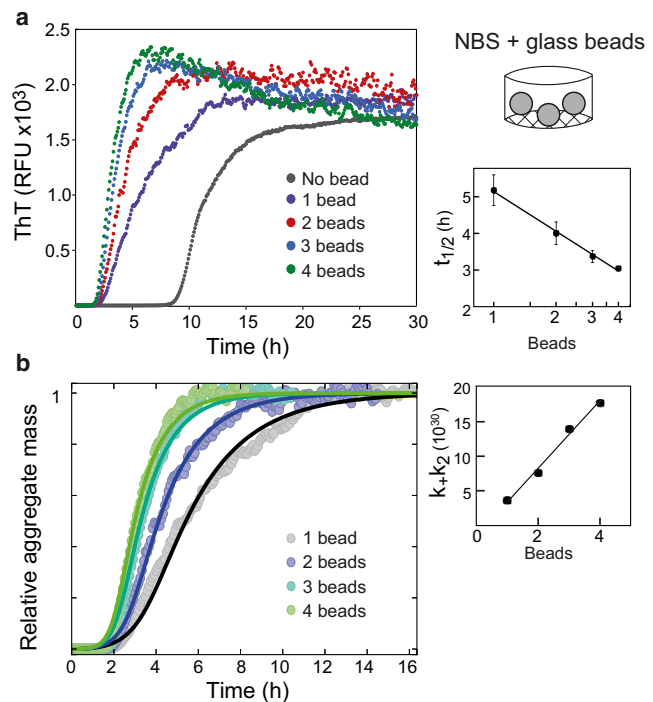 a
ThT (RFU x10³)
2.5
2.0
1.5
1.0
0.5
No bead
1 bead
2 beads
3 beads
4 beads
0
5
10
15
20
25
30
Time (h)
NBS + glass beads
t1/2 (h)
5
4
3
2
1
2
3
4
Beads
b
Relative aggregate mass
1
1 bead
2 beads
3 beads
4 beads
0
2
4
6
8
10
12
14
16
Time (h)
k+k2 (10³⁰)
20
15
10
5
0
2
4
Beads